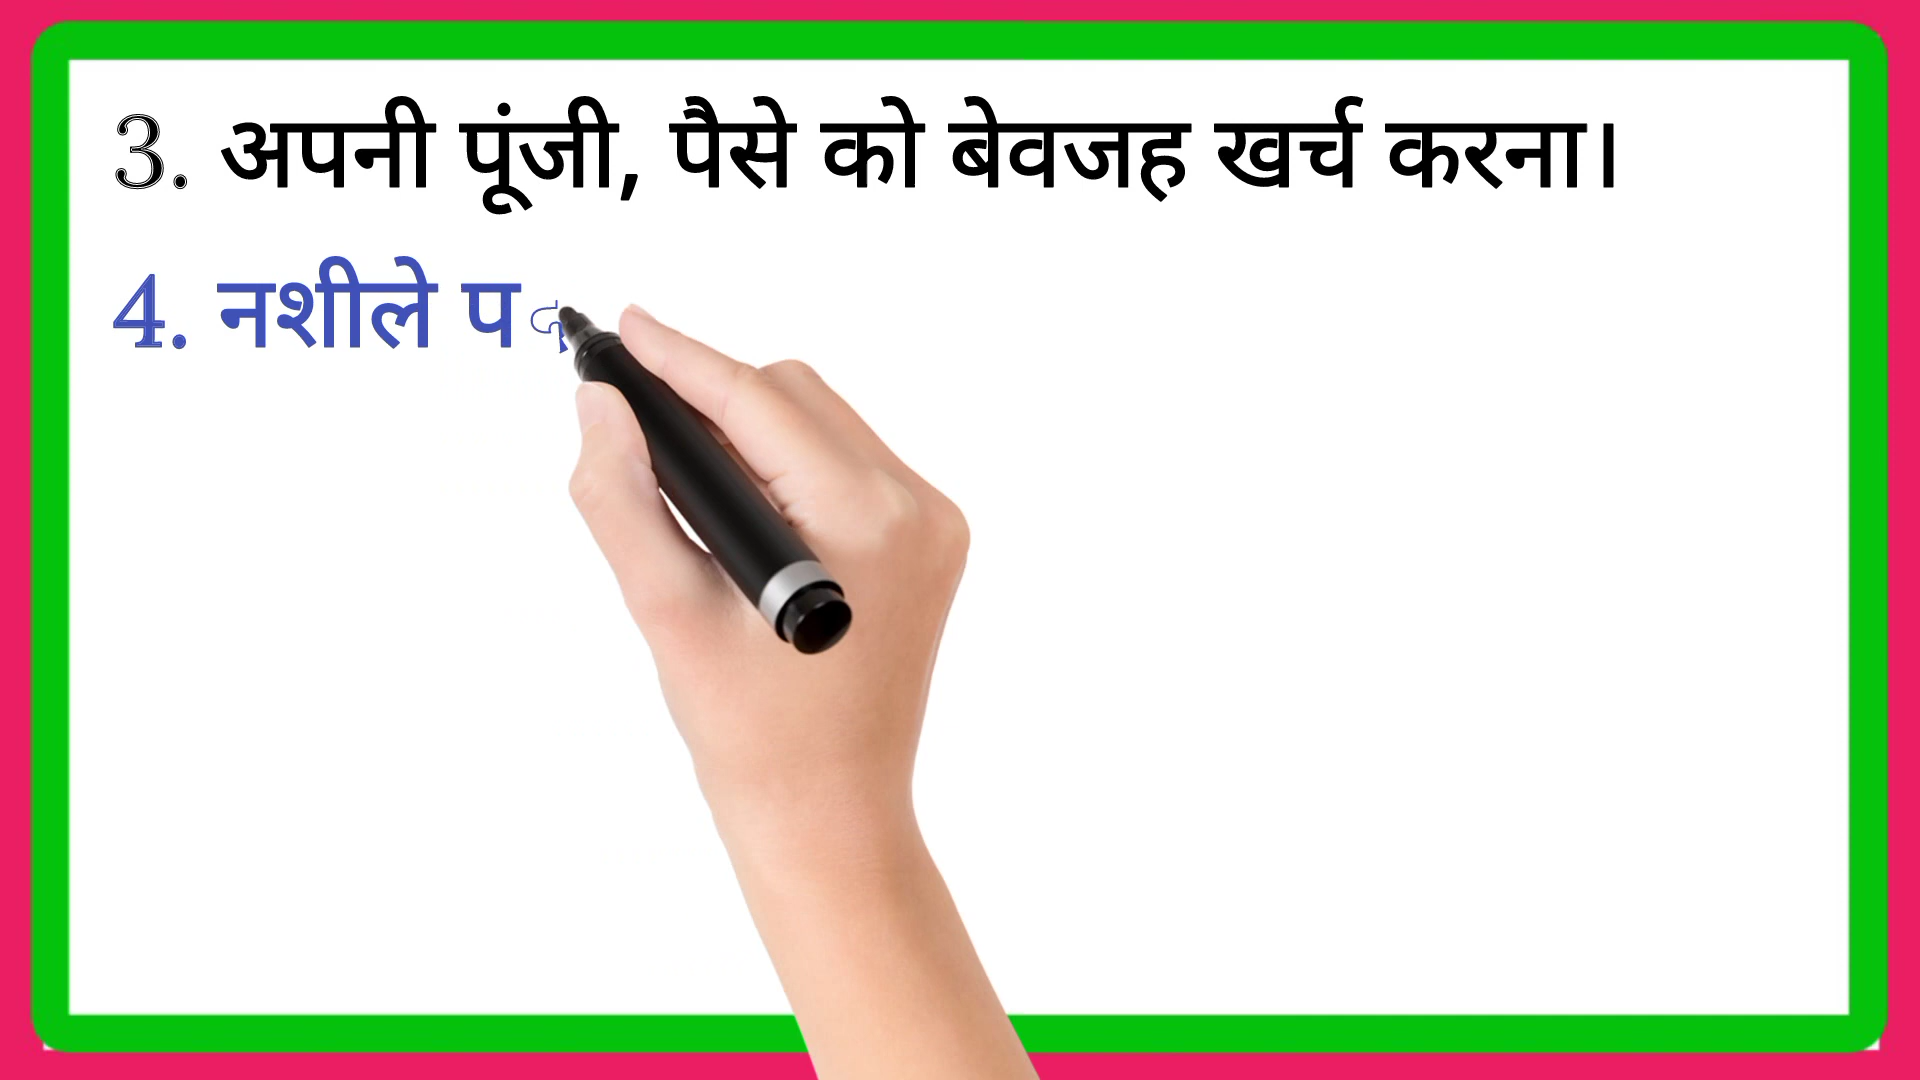 3. अपनी पूंजी, पैसे को बेवजह खर्च करना।
4. नशीले प